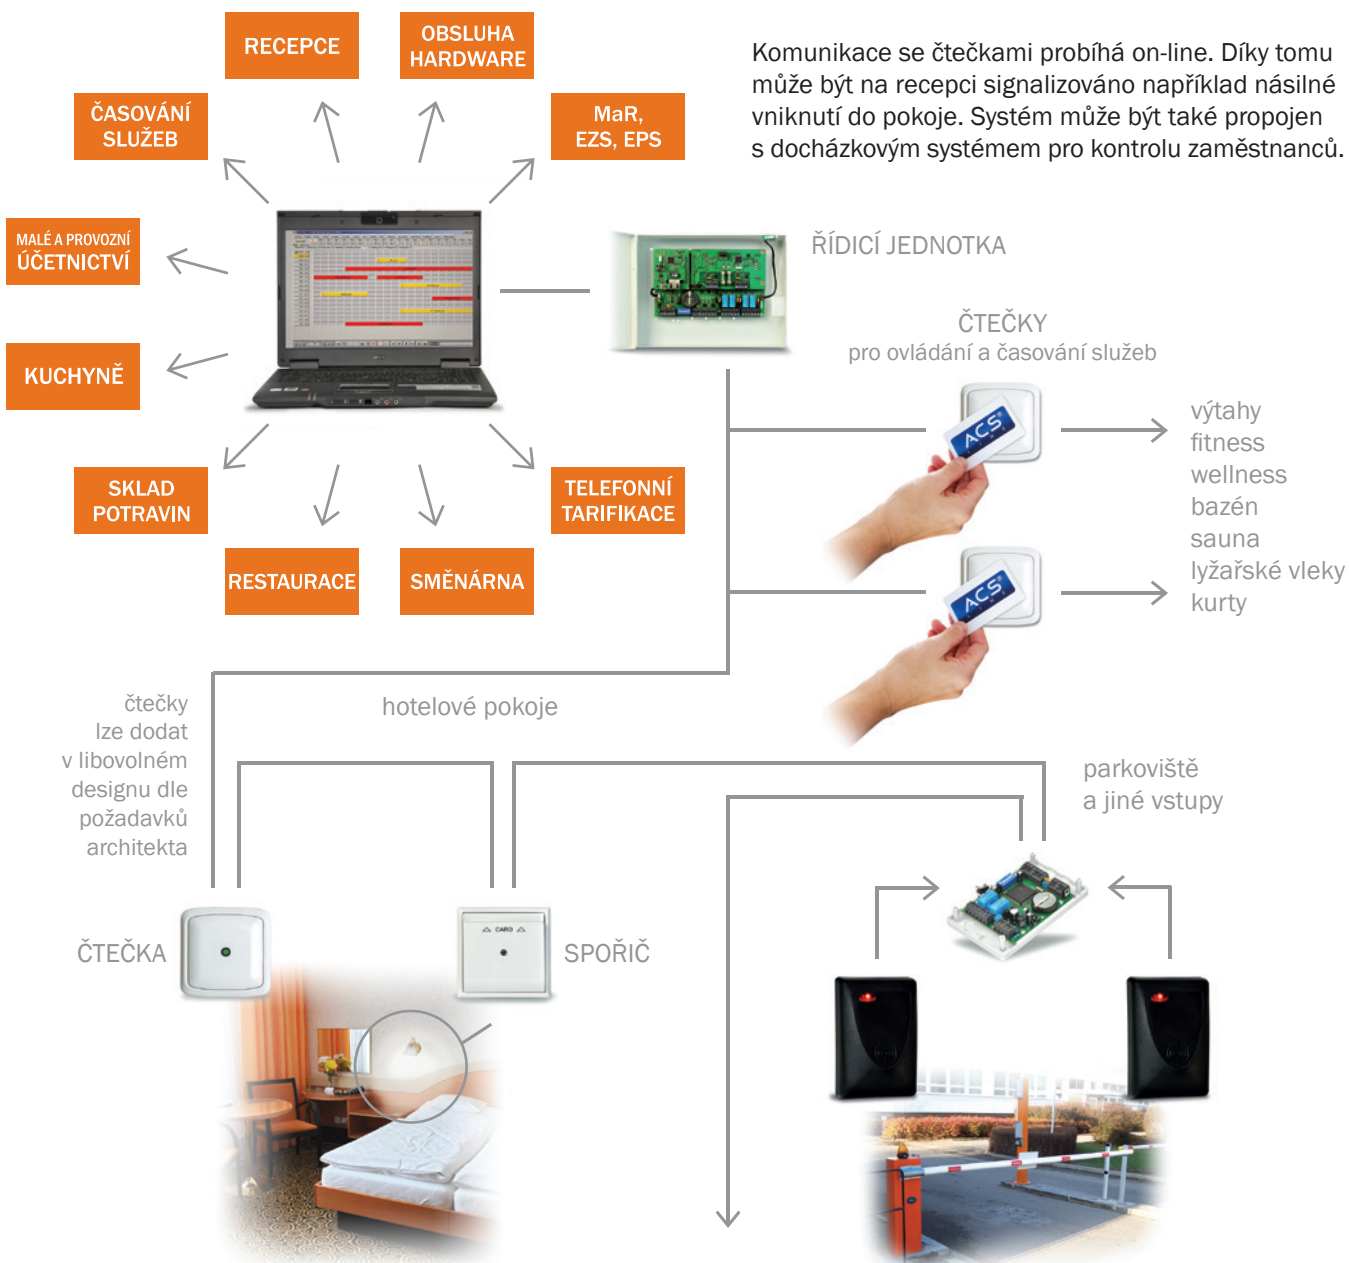 RECEPCE
OBSLUHA
HARDWARE
Komunikace se čtečkami probíhá on-line. Díky tomu
může být na recepci signalizováno například násilné
vniknutí do pokoje. Systém může být také propojen
s docházkovým systémem pro kontrolu zaměstnanců.
ČASOVÁNÍ
SLUŽEB
MaR,
EZS, EPS
MALÉ A PROVOZNÍ
ÚČETNICTVÍ
ŘÍDICÍ JEDNOTKA
ČTEČKY
pro ovládání a časování služeb
KUCHYNĚ
ACS®
výtahy
fitness
wellness
bazén
sauna
lyžařské vleky
kurty
SKLAD
POTRAVIN
TELEFONNÍ
TARIFIKACE
RESTAURACE
SMĚNÁRNA
ACS®
čtečky
lze dodat
v libovolném
designu dle
požadavků
architekta
hotelové pokoje
parkoviště
a jiné vstupy
ČTEČKA
CARD
SPOŘIČ